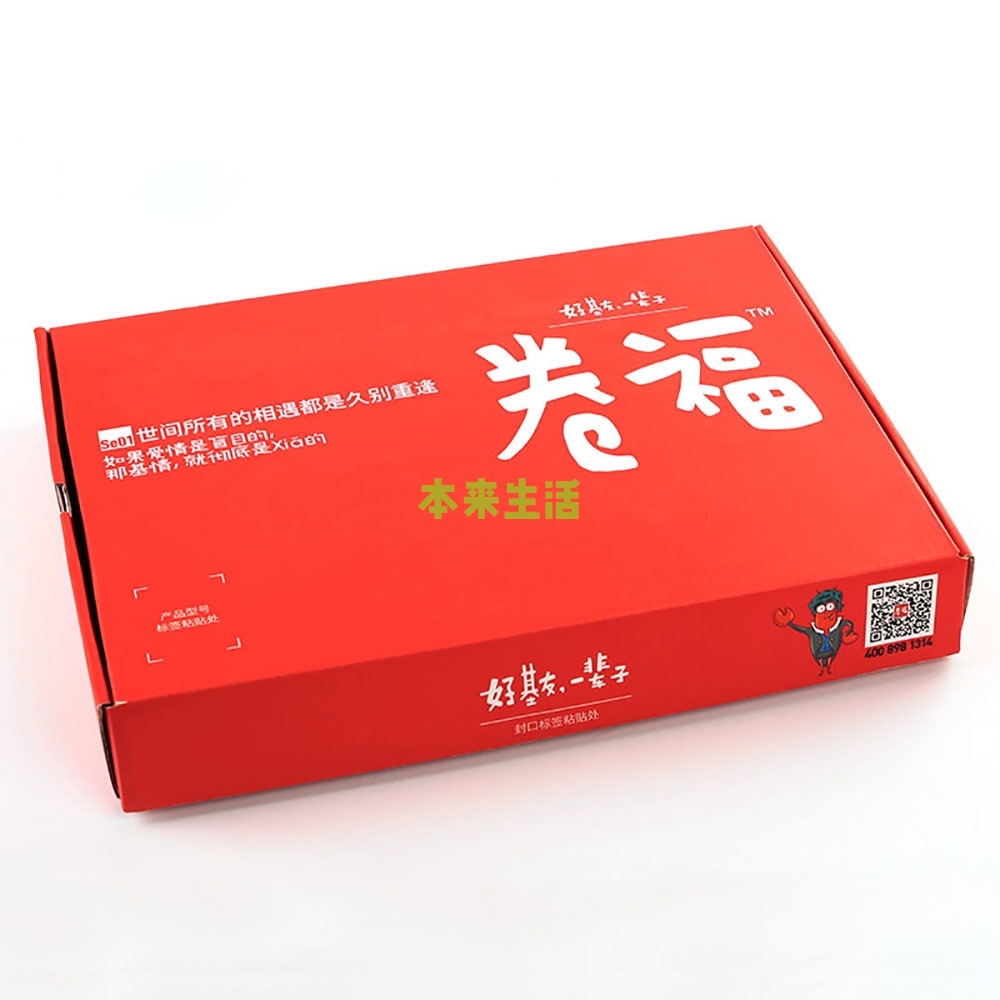 好基友，一辈子
卷福™
Se01 世间所有的相遇都是久别重逢
如果爱情是盲目的，
那基情，就彻底是Xiā的
本来生活
产品型号
标签粘贴处
400 898 1314
好基友，一辈子
封口标签粘贴处